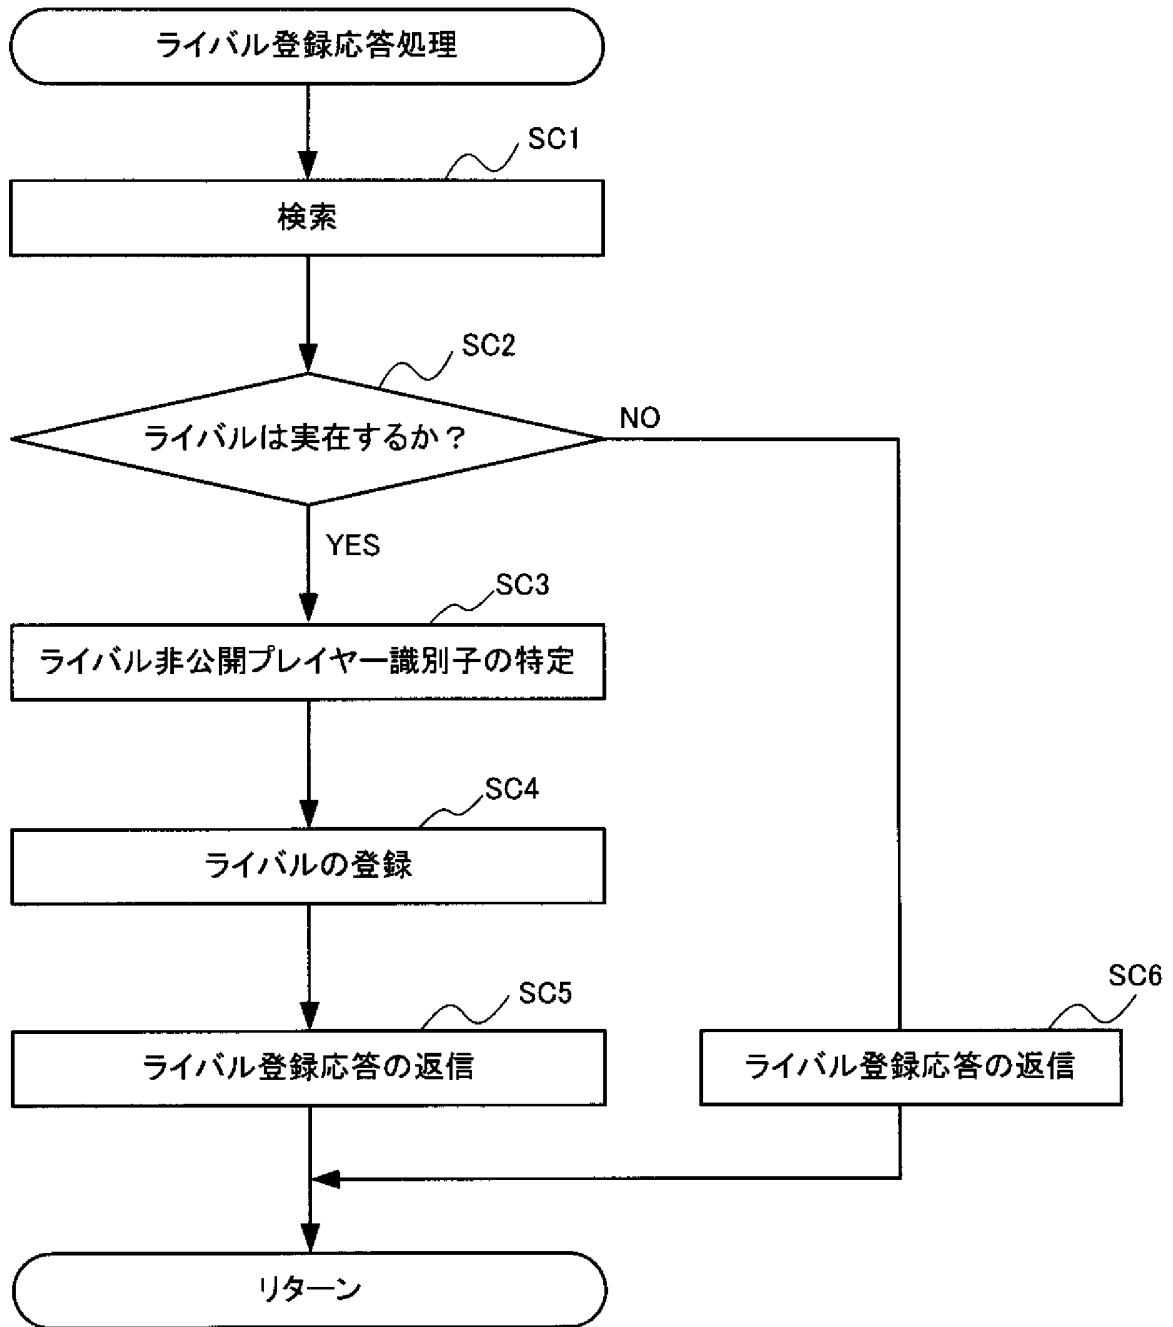 ライバル登録応答処理
SC1
検索
SC2
ライバルは実在するか？
NO
YES
SC3
ライバル非公開プレイヤー識別子の特定
SC4
ライバルの登録
SC5
ライバル登録応答の返信
SC6
ライバル登録応答の返信
リターン